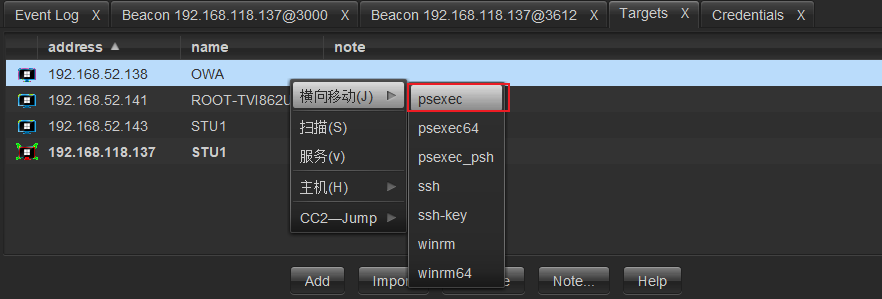 Event Log X Beacon 192.168.118.137@3000 X Beacon 192.168.118.137@3612 X Targets X Credentials X
address name note
192.168.52.138 OWA
192.168.52.141 ROOT-TVI862U
192.168.52.143 STU1
192.168.118.137 STU1
横向移动(J)
扫描(S)
服务(v)
主机(H)
CC2—Jump
psexec
psexec64
psexec_psh
ssh
ssh-key
winrm
winrm64
Add Import Note... Help